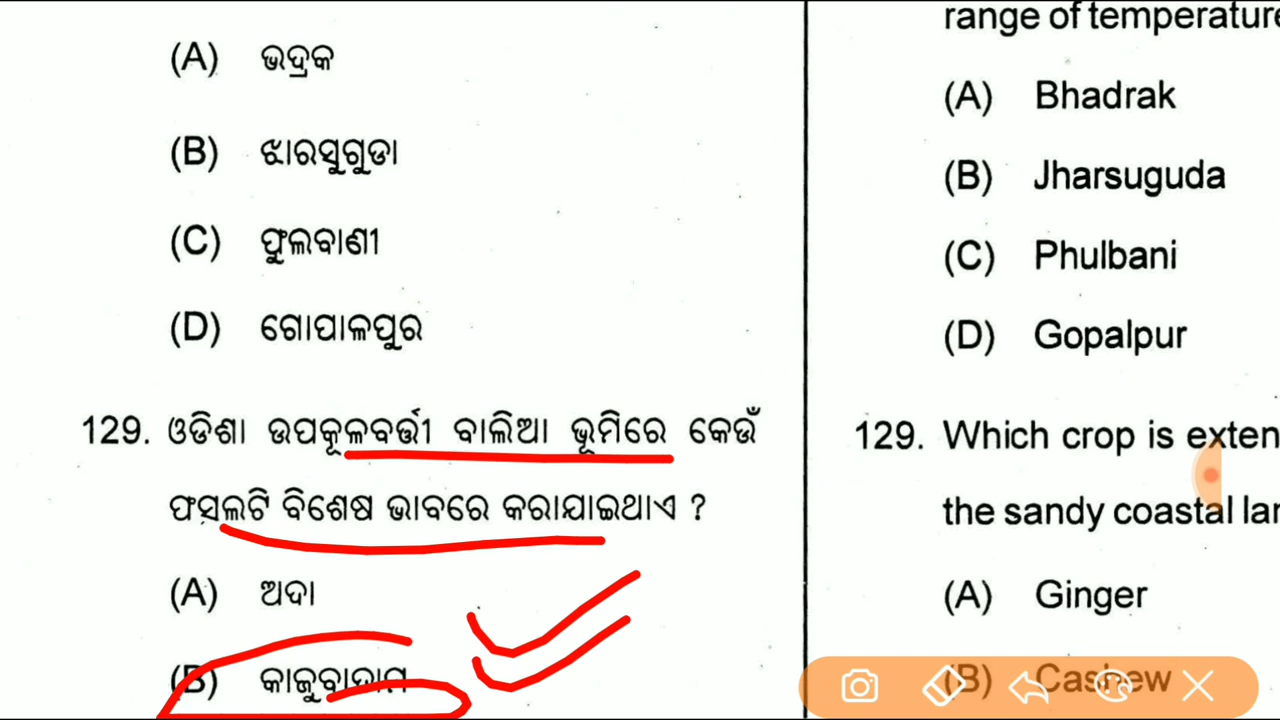 (A) ଭଦ୍ରକ
(B) ଝାରସୁଗୁଡା
(C) ଫୁଲବାଣୀ
(D) ଗୋପାଳପୁର
129. ଓଡିଶା ଉପକୂଳବର୍ତ୍ତୀ ବାଲିଆ ଭୂମିରେ କେଉଁ
ଫସଲଟି ବିଶେଷ ଭାବରେ କରାଯାଇଥାଏ ?
(A) ଅଦା
(B) କାଜୁବାଦାମ
range of temperature
(A) Bhadrak
(B) Jharsuguda
(C) Phulbani
(D) Gopalpur
129. Which crop is exten
the sandy coastal lan
(A) Ginger
(B) Cashew